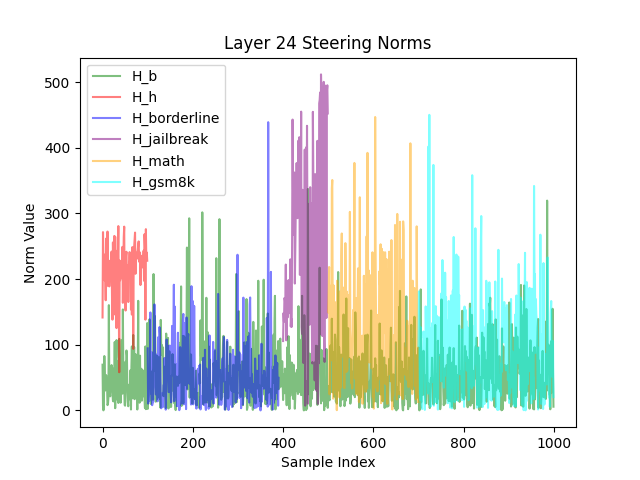 Layer 24 Steering Norms
H_b
H_h
H_borderline
H_jailbreak
H_math
H_gsm8k
Norm Value
500
400
300
200
100
0
0 200 400 600 800 1000
Sample Index